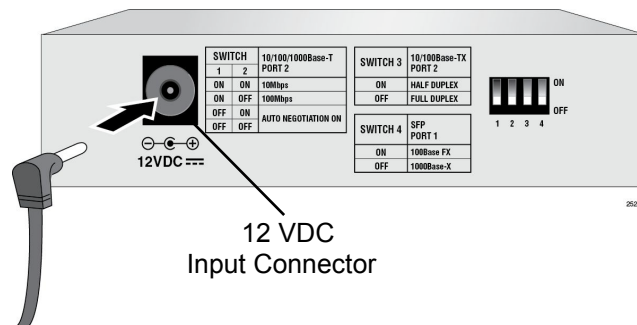 SWITCH
10/100/1000Base-T
PORT 2
1 2
ON ON 10Mbps
ON OFF 100Mbps
OFF ON AUTO NEGOTIATION ON
OFF OFF
SWITCH 3
10/100Base-TX
PORT 2
ON HALF DUPLEX
OFF FULL DUPLEX
SWITCH 4
SFP
PORT 1
ON 100Base FX
OFF 1000Base-X
ON
OFF
1 2 3 4
12VDC
252
12 VDC
Input Connector